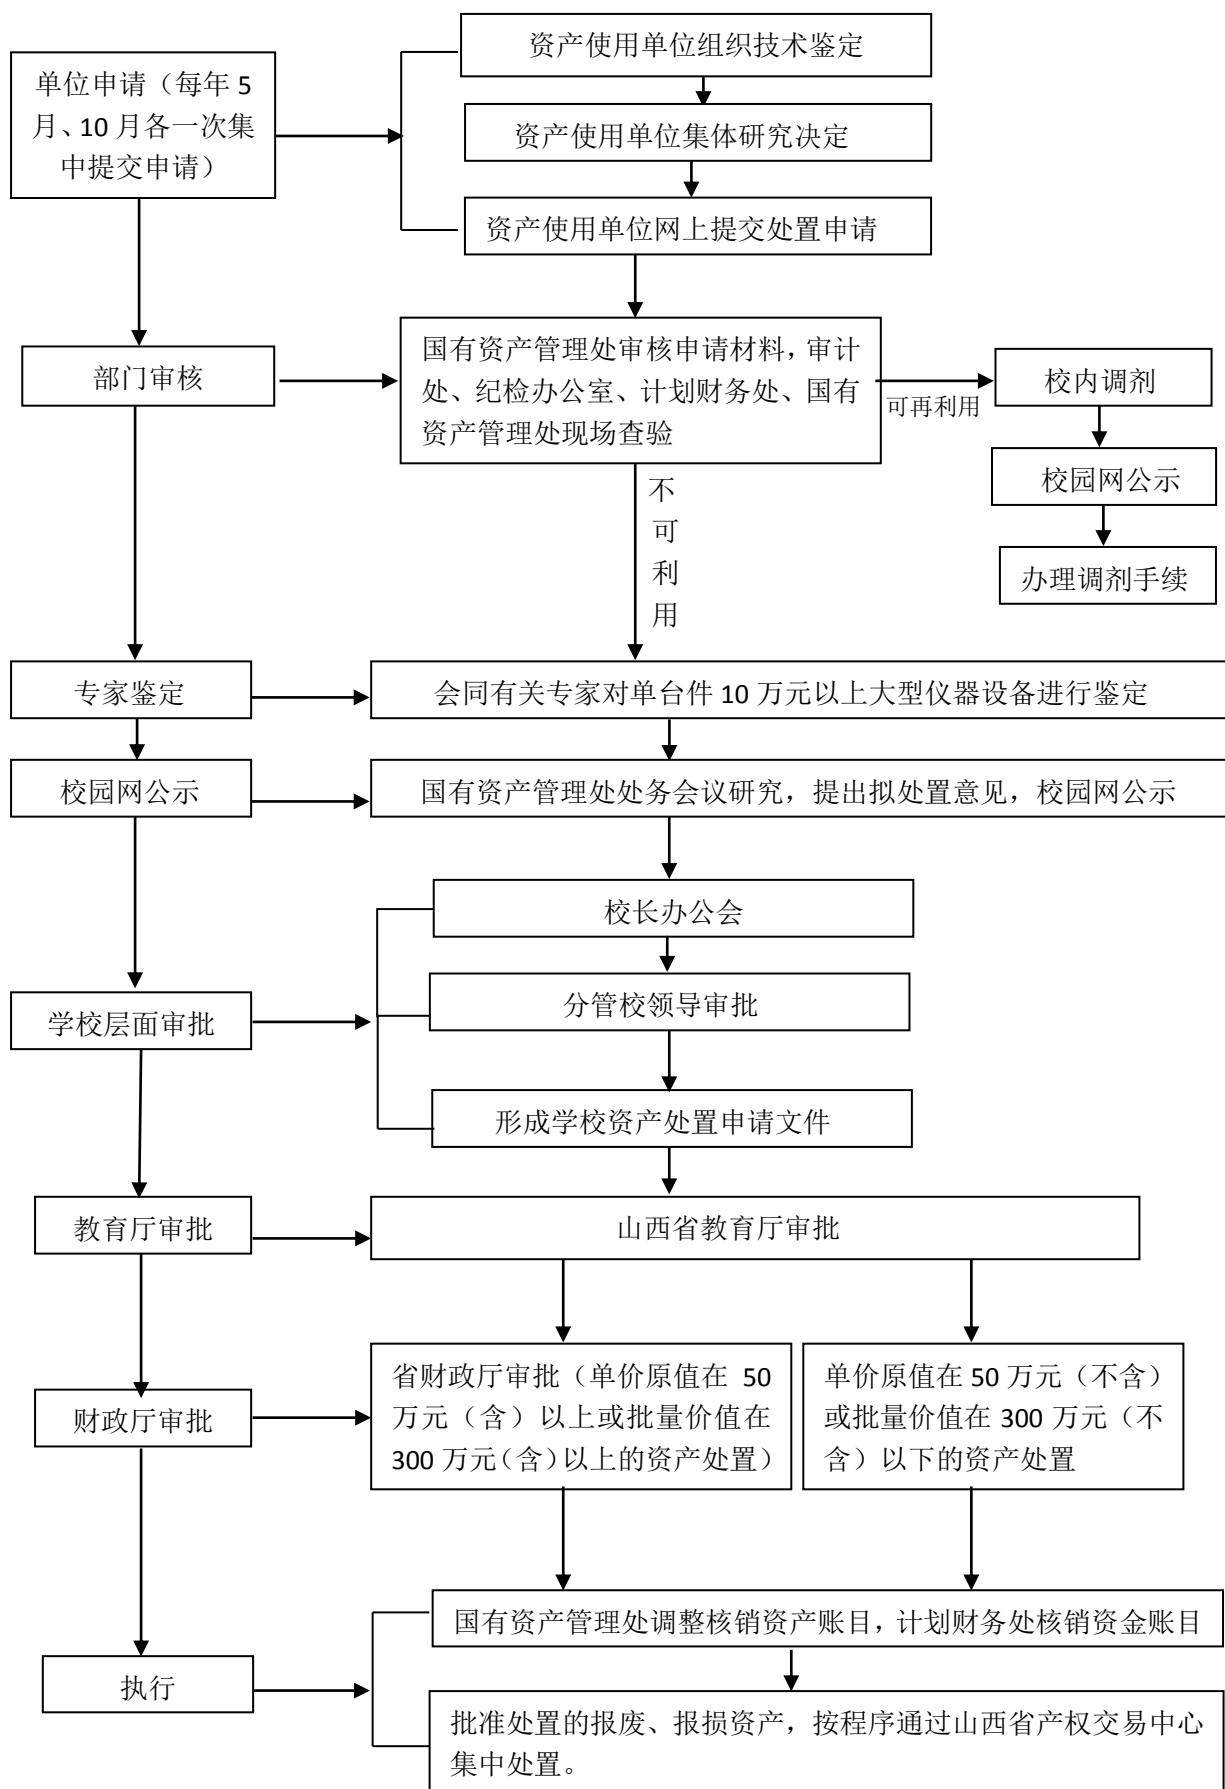 资产使用单位组织技术鉴定
单位申请（每年 5
月、10 月各一次集
中提交申请）
资产使用单位集体研究决定
资产使用单位网上提交处置申请
部门审核
国有资产管理处审核申请材料，审计
处、纪检办公室、计划财务处、国有
资产管理处现场查验
可再利用
校内调剂
校园网公示
办理调剂手续
不
可
利
用
专家鉴定
会同有关专家对单台件 10 万元以上大型仪器设备进行鉴定
校园网公示
国有资产管理处处务会议研究，提出拟处置意见，校园网公示
校长办公会
分管校领导审批
学校层面审批
形成学校资产处置申请文件
教育厅审批
山西省教育厅审批
财政厅审批
省财政厅审批（单价原值在 50
万元（含）以上或批量价值在
300 万元（含）以上的资产处置）
单价原值在 50 万元（不含）
或批量价值在 300 万元（不
含）以下的资产处置
国有资产管理处调整核销资产账目，计划财务处核销资金账目
执行
批准处置的报废、报损资产，按程序通过山西省产权交易中心
集中处置。